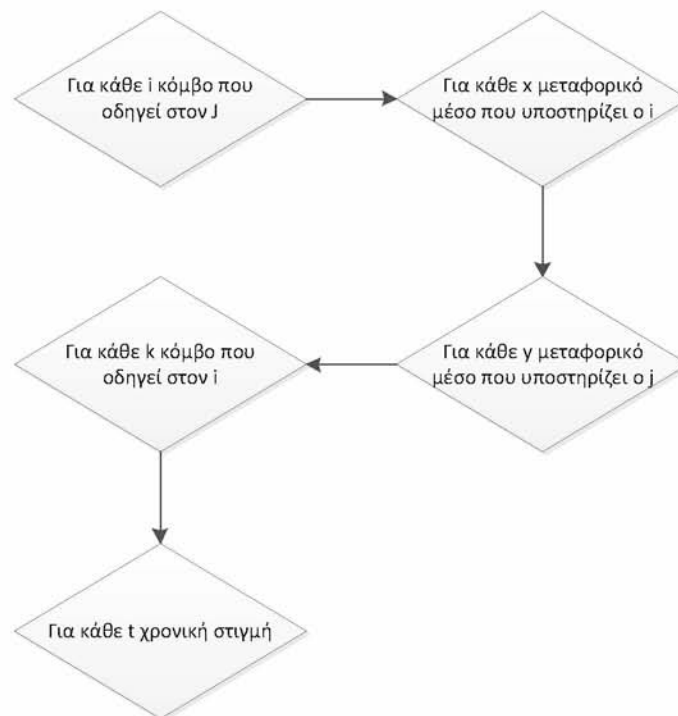 Για κάθε i κόμβο που
οδηγεί στον J
Για κάθε x μεταφορικό
μέσο που υποστηρίζει ο i
Για κάθε y μεταφορικό
μέσο που υποστηρίζει ο j
Για κάθε k κόμβο που
οδηγεί στον i
Για κάθε t χρονική στιγμή